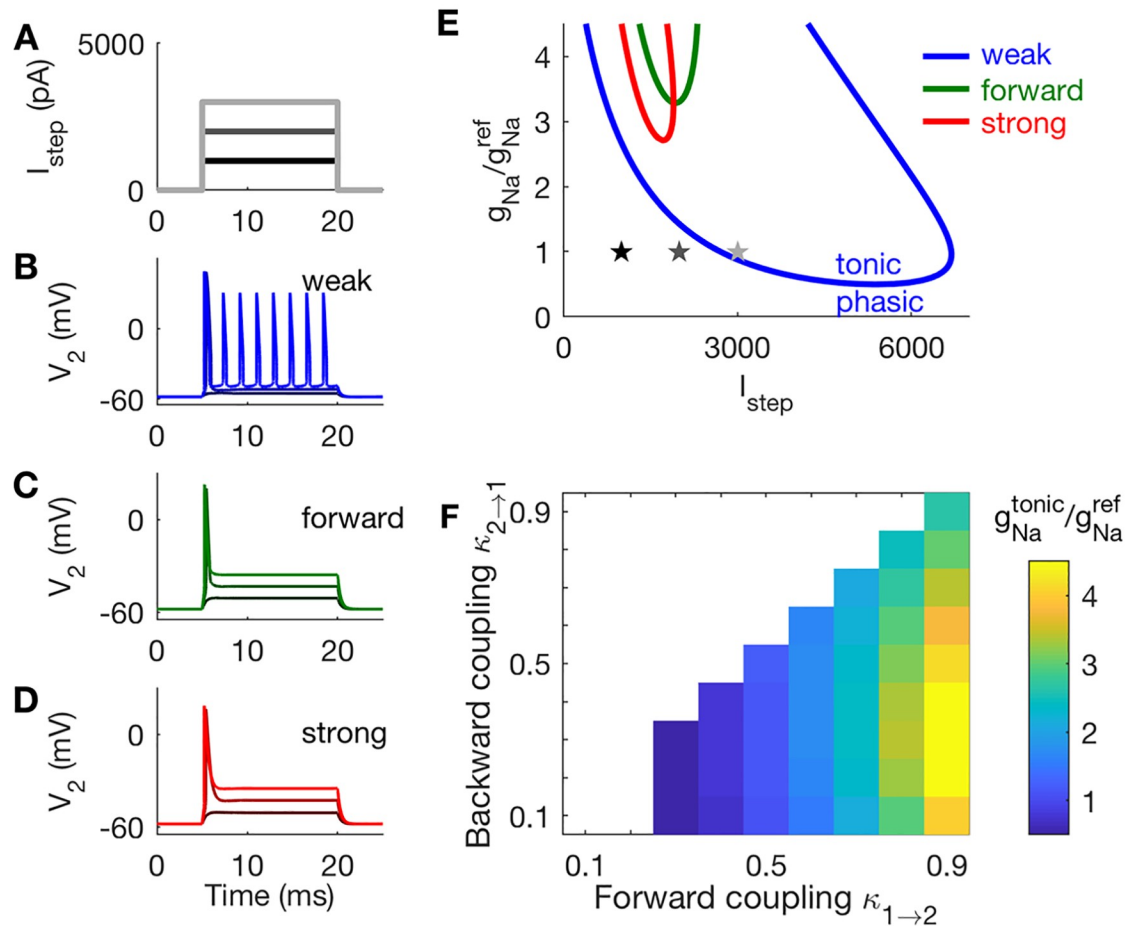 A
5000
I_step (pA)
0
0 10 20
B
weak
V_2 (mV)
0
-60
0 10 20
C
forward
V_2 (mV)
0
-60
0 10 20
D
strong
V_2 (mV)
0
-60
0 10 20
Time (ms)
E
g_Na/g_Na^ref
4
3
2
1
0
weak
forward
strong
tonic
phasic
0 3000 6000
I_step
F
Backward coupling κ_2→1
0.9
0.5
0.1
0.1 0.5 0.9
Forward coupling κ_1→2
g_Na^tonic/g_Na^ref
4
3
2
1